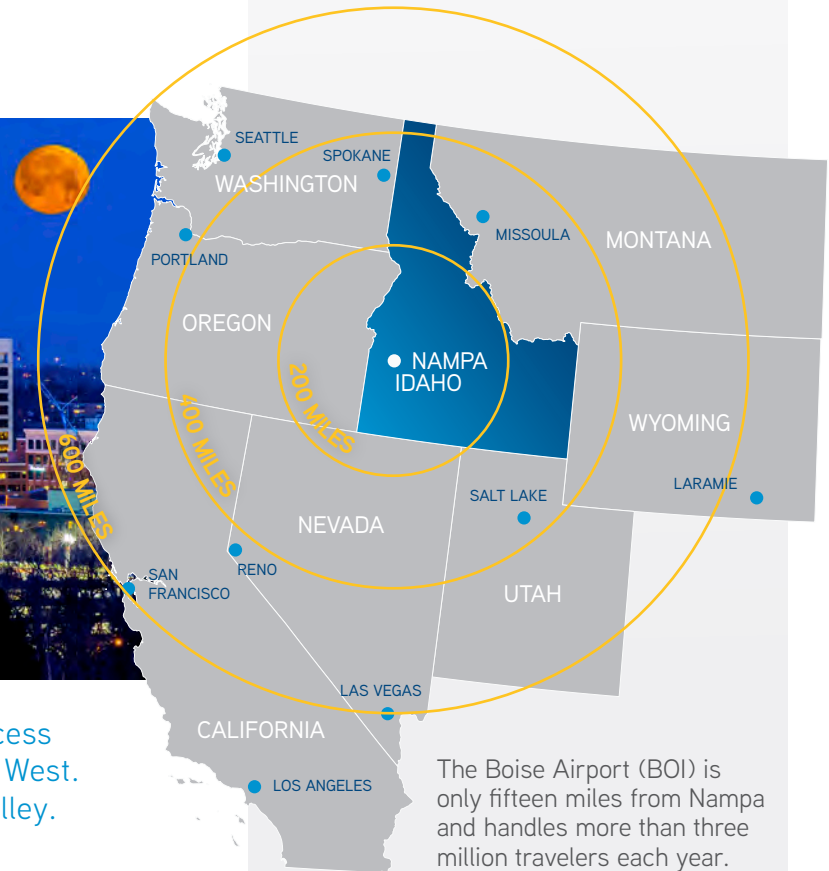 SEATTLE
SPOKANE
WASHINGTON
MISSOULA
MONTANA
PORTLAND
OREGON
NAMPA
IDAHO
200 MILES
400 MILES
600 MILES
WYOMING
LARAMIE
SALT LAKE
NEVADA
RENO
SAN
FRANCISCO
UTAH
LAS VEGAS
CALIFORNIA
LOS ANGELES
West.
The Boise Airport (BOI) is
only fifteen miles from Nampa
and handles more than three
million travelers each year.